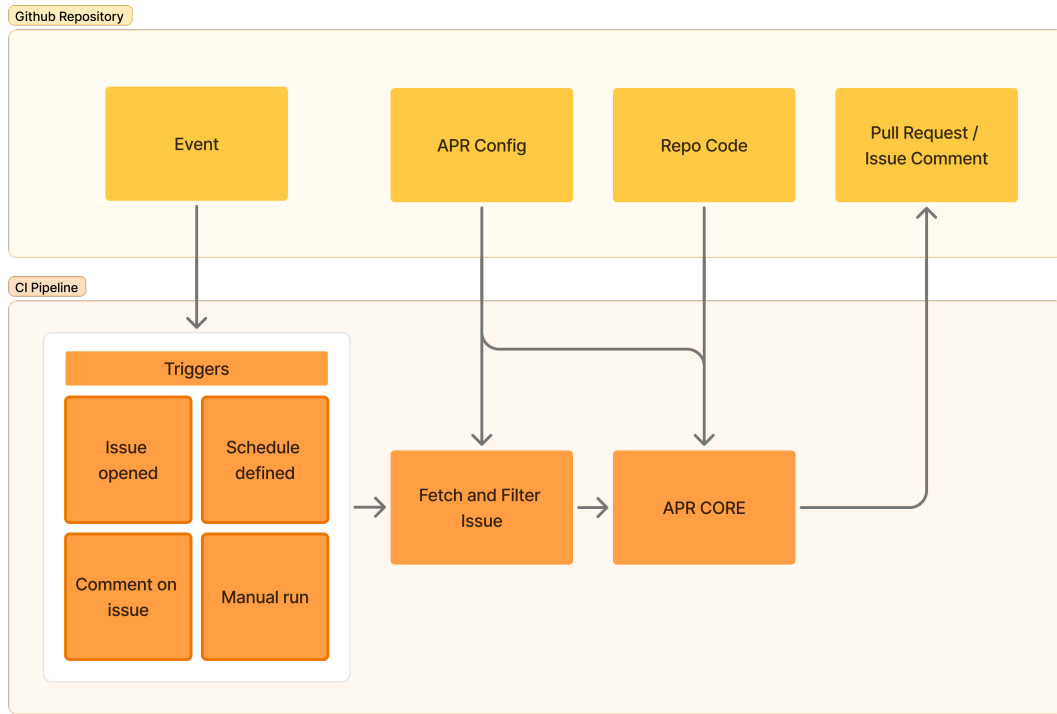 Github Repository
Event
APR Config
Repo Code
Pull Request /
Issue Comment
CI Pipeline
Triggers
Issue
opened
Schedule
defined
Comment on
issue
Manual run
Fetch and Filter
Issue
APR CORE